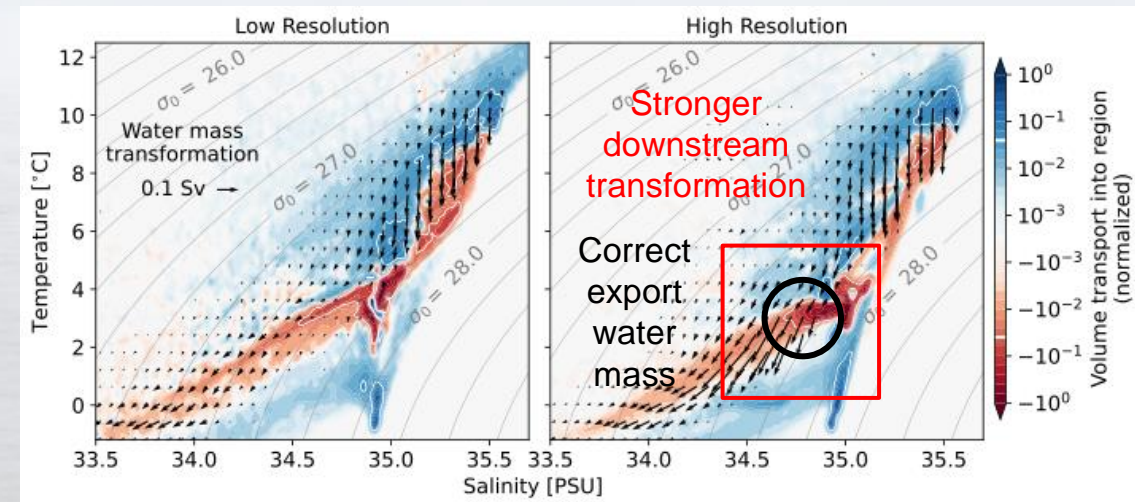 Low Resolution
High Resolution
12
10
8
6
4
2
0
Temperature [°C]
σ₀ = 26.0
σ₀ = 27.0
σ₀ = 28.0
Water mass
transformation
0.1 Sv
33.5 34.0 34.5 35.0 35.5
σ₀ = 26.0
σ₀ = 27.0
σ₀ = 28.0
Stronger
downstream
transformation
Correct
export
water
mass
33.5 34.0 34.5 35.0 35.5
Salinity [PSU]
10⁰
10⁻¹
10⁻²
10⁻³
−10⁻³
−10⁻²
−10⁻¹
−10⁰
Volume transport into region
(normalized)